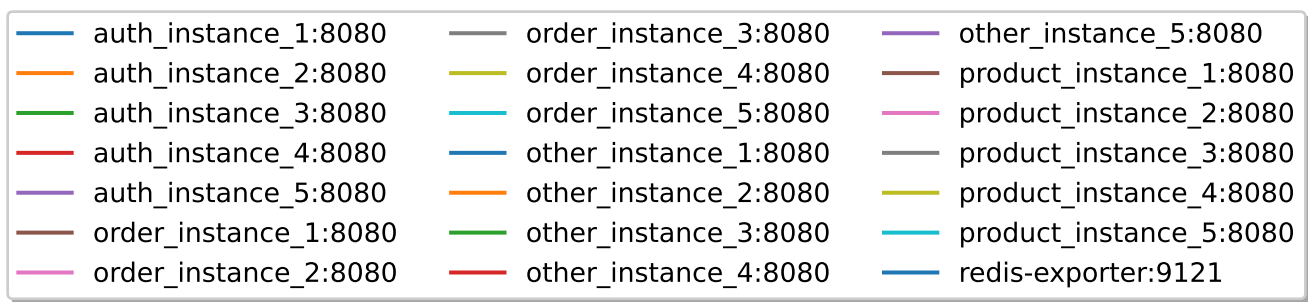 auth_instance_1:8080
auth_instance_2:8080
auth_instance_3:8080
auth_instance_4:8080
auth_instance_5:8080
order_instance_1:8080
order_instance_2:8080
order_instance_3:8080
order_instance_4:8080
order_instance_5:8080
other_instance_1:8080
other_instance_2:8080
other_instance_3:8080
other_instance_4:8080
other_instance_5:8080
product_instance_1:8080
product_instance_2:8080
product_instance_3:8080
product_instance_4:8080
product_instance_5:8080
redis-exporter:9121